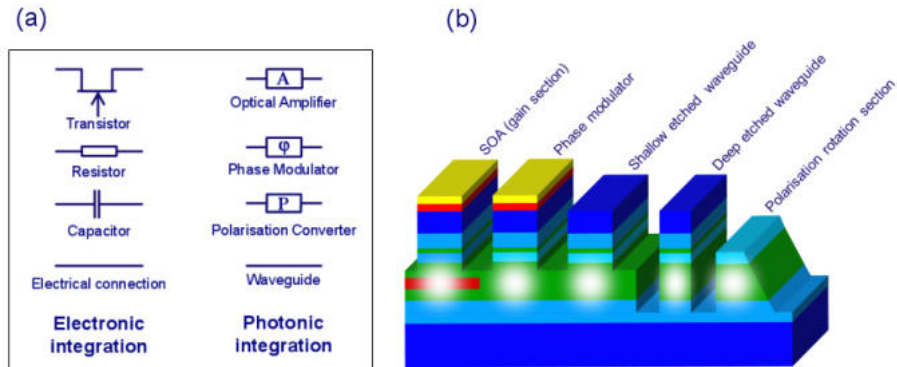 (a)
Transistor
Resistor
Capacitor
Electrical connection
Electronic
integration
A
Optical Amplifier
φ
Phase Modulator
P
Polarisation Converter
Waveguide
Photonic
integration
(b)
SOA (gain section)
Phase modulator
Shallow etched waveguide
Deep etched waveguide
Polarisation rotation section